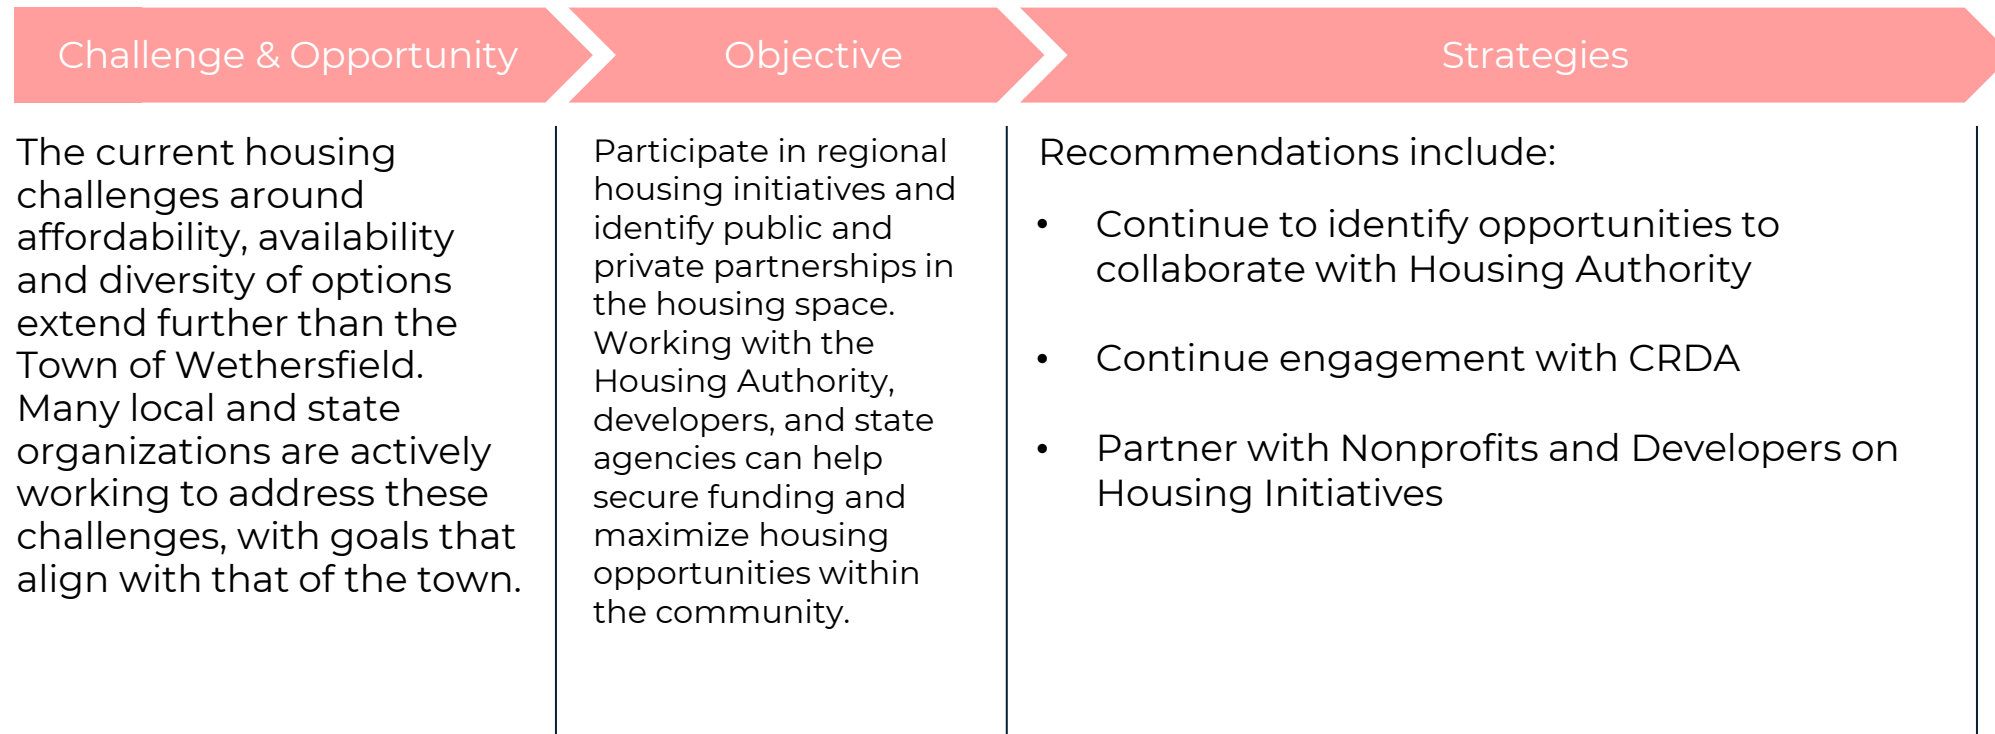 Challenge & Opportunity
Objective
Strategies
The current housing
challenges around
affordability, availability
and diversity of options
extend further than the
Town of Wethersfield.
Many local and state
organizations are actively
working to address these
challenges, with goals that
align with that of the town.
Participate in regional
housing initiatives and
identify public and
private partnerships in
the housing space.
Working with the
Housing Authority,
developers, and state
agencies can help
secure funding and
maximize housing
opportunities within
the community.
Recommendations include:
• Continue to identify opportunities to
collaborate with Housing Authority
• Continue engagement with CRDA
• Partner with Nonprofits and Developers on
Housing Initiatives